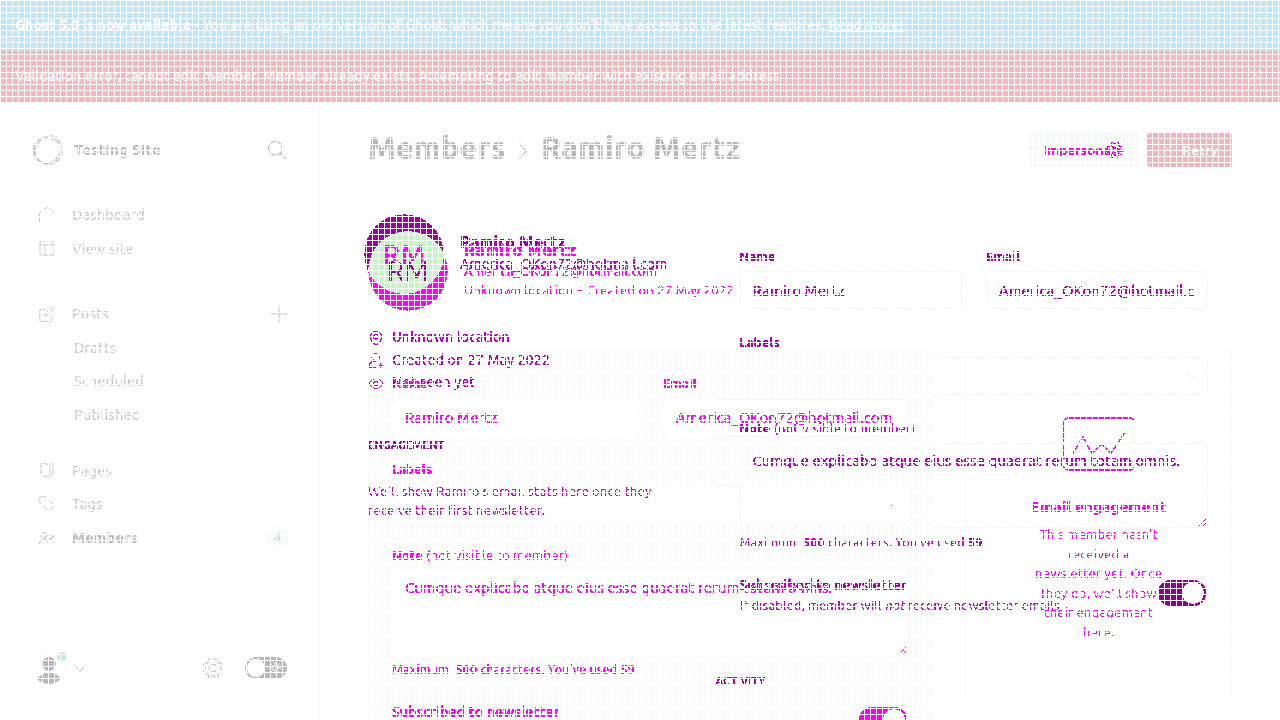 Ghost 5.0 is now available - You are using an old version of Ghost, which means you don't have access to the latest features. Read more!
Validation error, cannot edit member. Member already exists. Attempting to edit member with existing email address
Testing Site
Members > Ramiro Mertz
Impersonate
Retry
Dashboard
View site
Posts
Drafts
Scheduled
Published
Pages
Tags
Members
4
RM
Ramiro Mertz
America_OKon72@hotmail.com
Ramiro Mertz
America_OKon72@hotmail.com
Unknown location – Created on 27 May 2022
Unknown location
Created on 27 May 2022
Not seen yet
Name
Ramiro Mertz
Email
America_OKon72@hotmail.c
Labels
Email
Ramiro Mertz
America_OKon72@hotmail.com
Note (not visible to member)
ENGAGEMENT
Labels
Cumque explicabo atque eius esse quaerat rerum totam omnis.
We'll show Ramiro's email stats here once they
receive their first newsletter.
Maximum: 500 characters. You've used 59
Email engagement
This member hasn't
received a
newsletter yet. Once
they do, we'll show
their engagement
here.
Note (not visible to member)
Cumque explicabo atque eius esse quaerat rerum totam omnis.
Subscribed to newsletter
If disabled, member will not receive newsletter emails
Maximum: 500 characters. You've used 59
ACTIVITY
Subscribed to newsletter